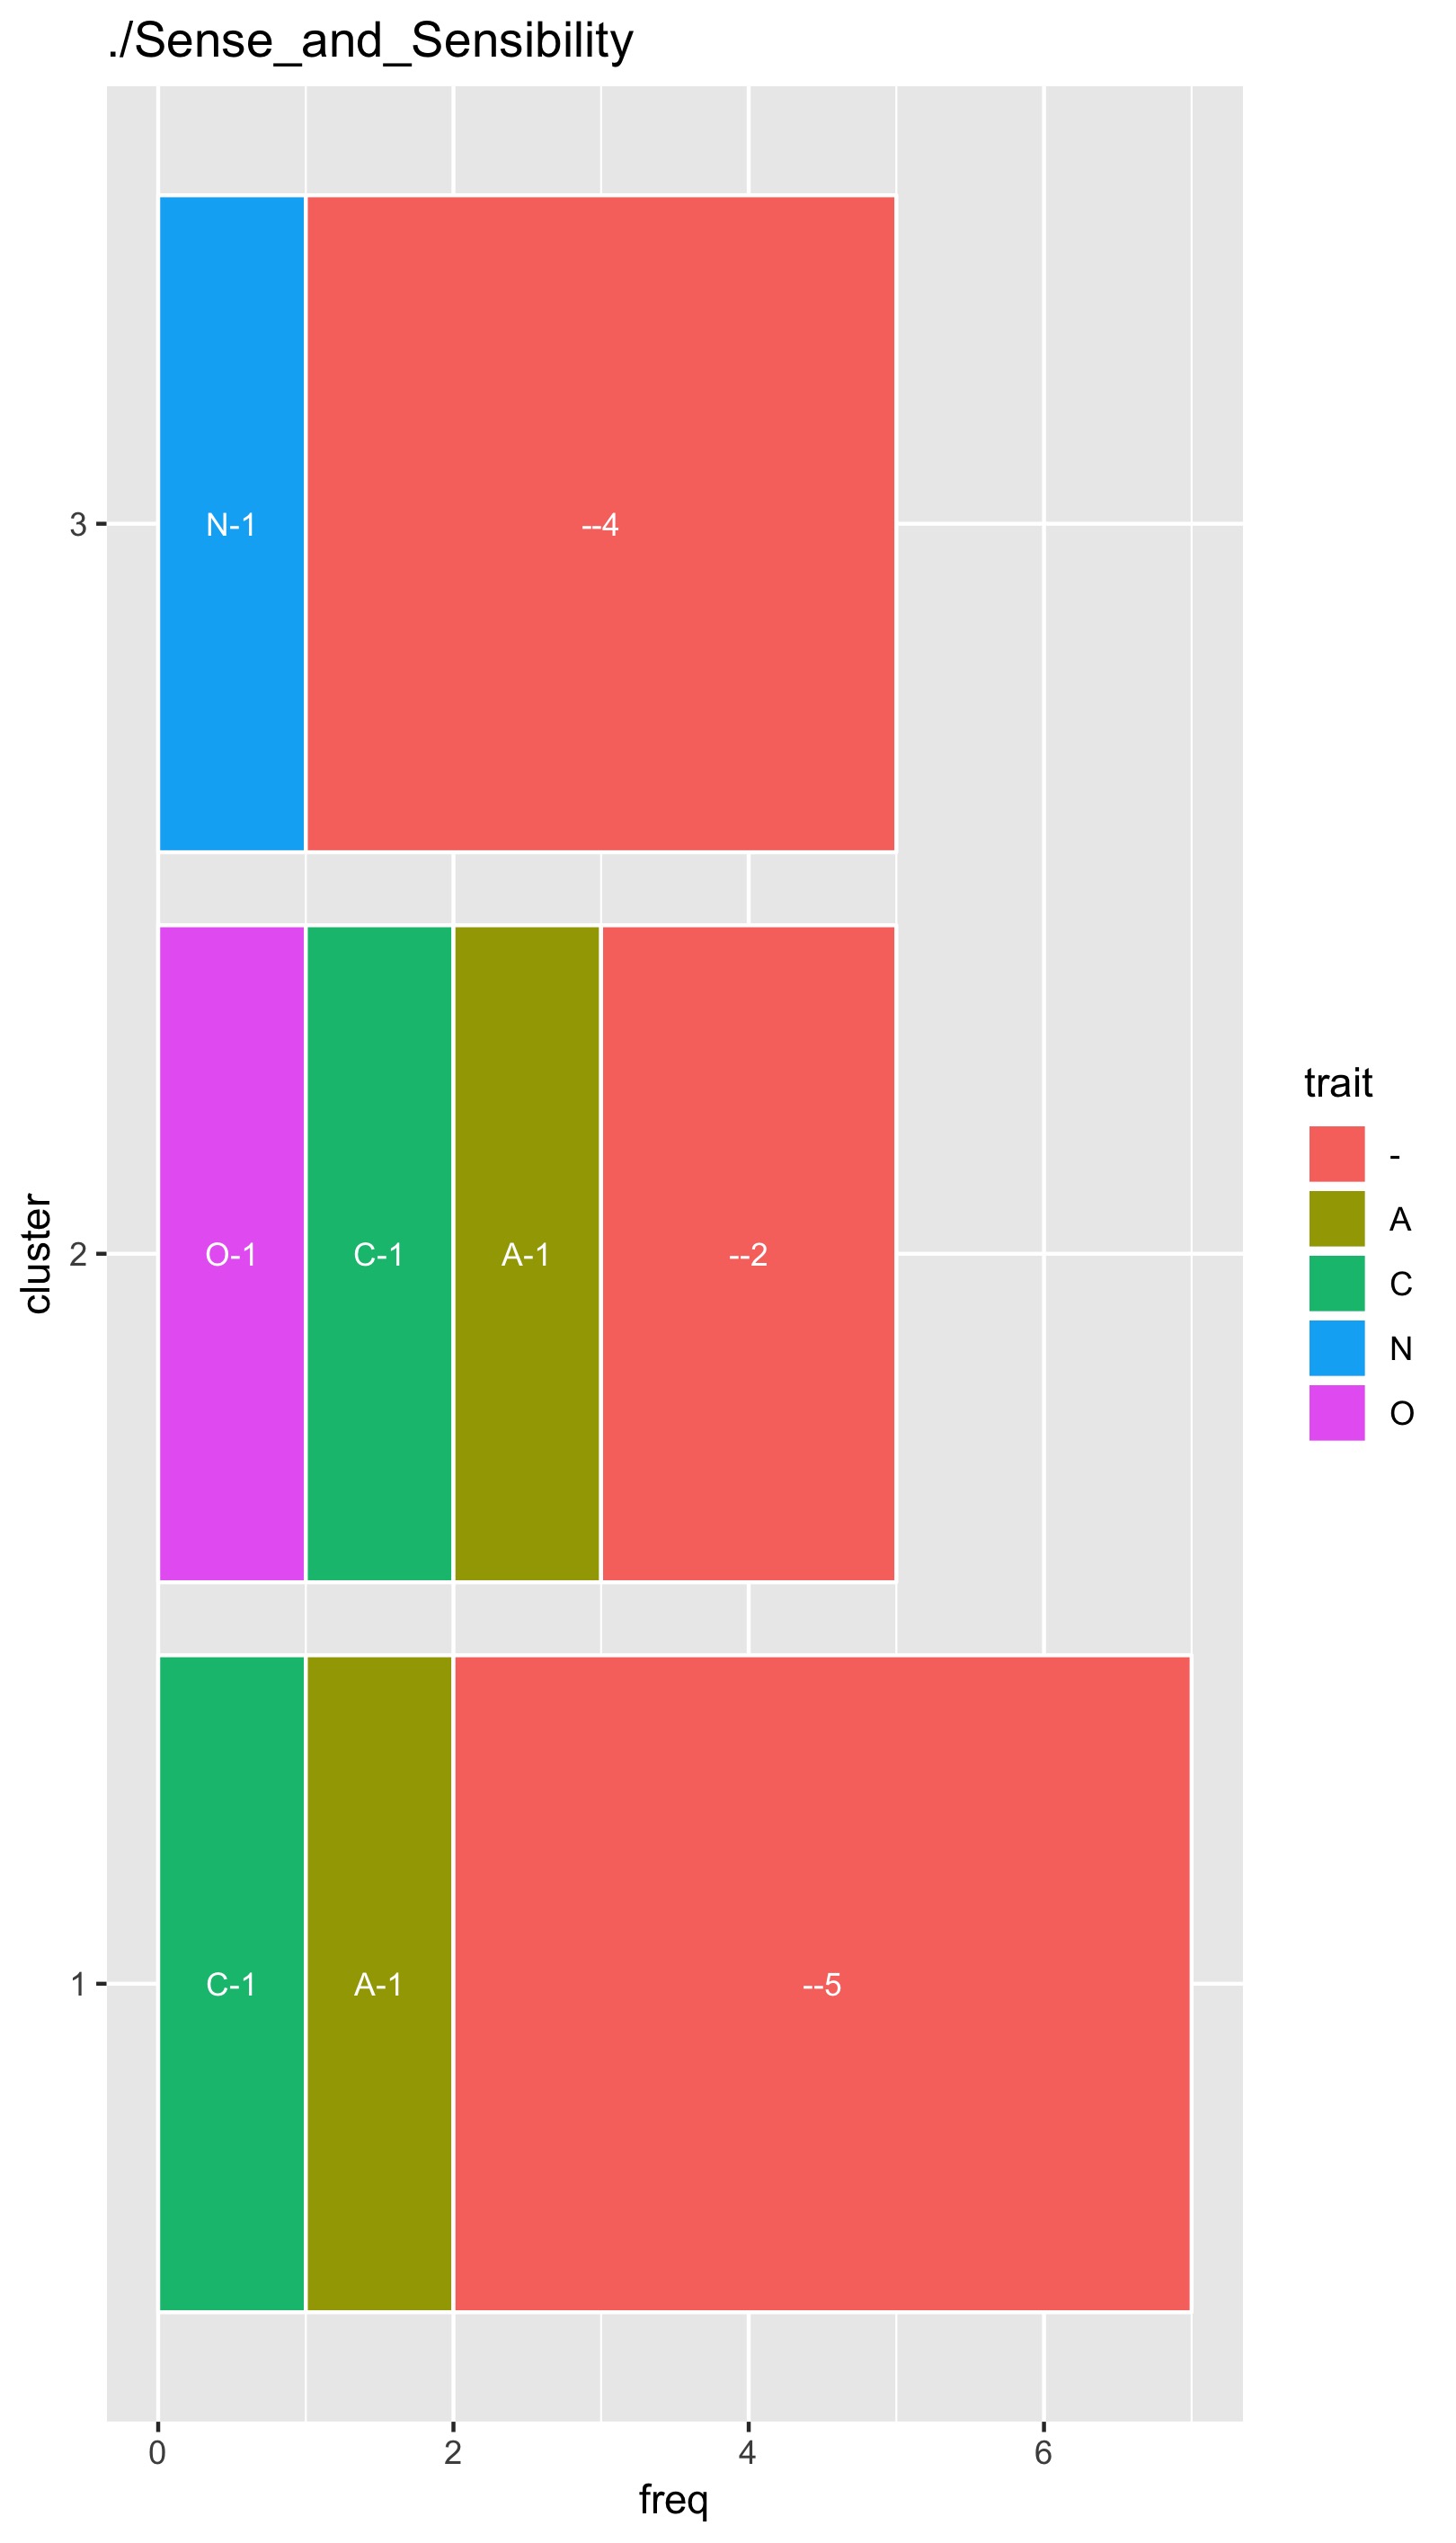 ./Sense_and_Sensibility
3
N-1
--4
2
O-1
C-1
A-1
--2
1
C-1
A-1
--5
cluster
0
2
4
6
freq
trait
-
A
C
N
O